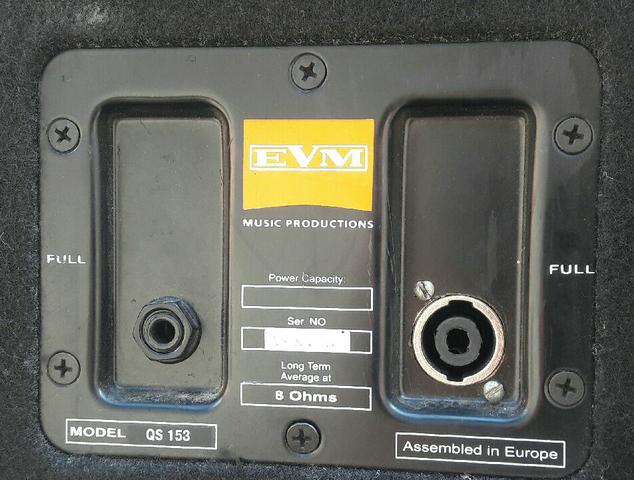 EVM
MUSIC PRODUCTIONS
FULL
FULL
Power Capacity:
Ser. NO
Long Term
Average at
8 Ohms
MODEL QS 153
Assembled in Europe